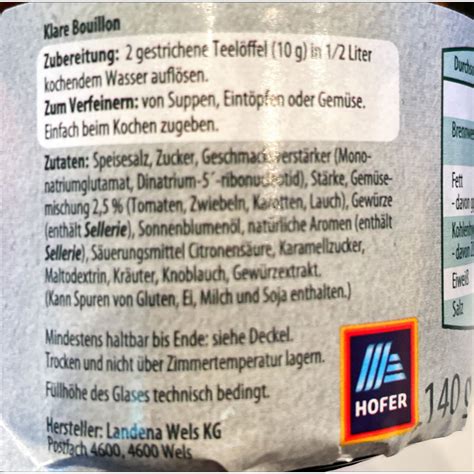 Klare Bouillon
Zubereitung: 2 gestrichene Teelöffel (10 g) in 1/2 Liter
kochendem Wasser auflösen.
Zum Verfeinern: von Suppen, Eintöpfen oder Gemüse.
Einfach beim Kochen zugeben.
Zutaten: Speisesalz, Zucker, Geschmacksverstärker (Mono-
natriumglutamat, Dinatrium-5´-ribonucleotid), Stärke, Gemüse-
mischung 2,5 % (Tomaten, Zwiebeln, Karotten, Lauch), Gewürze
(enthält Sellerie), Sonnenblumenöl, natürliche Aromen (enthält
Sellerie), Säuerungsmittel Citronensäure, Karamellzucker,
Maltodextrin, Kräuter, Knoblauch, Gewürzextrakt.
(Kann Spuren von Gluten, Ei, Milch und Soja enthalten.)
Mindestens haltbar bis Ende: siehe Deckel.
Trocken und nicht über Zimmertemperatur lagern.
Füllhöhe des Glases technisch bedingt.
Hersteller: Landena Wels KG
Postfach 4600, 4600 Wels
HOFER
140 g
Fett
- davon
- davon
Eiweiß
Salz